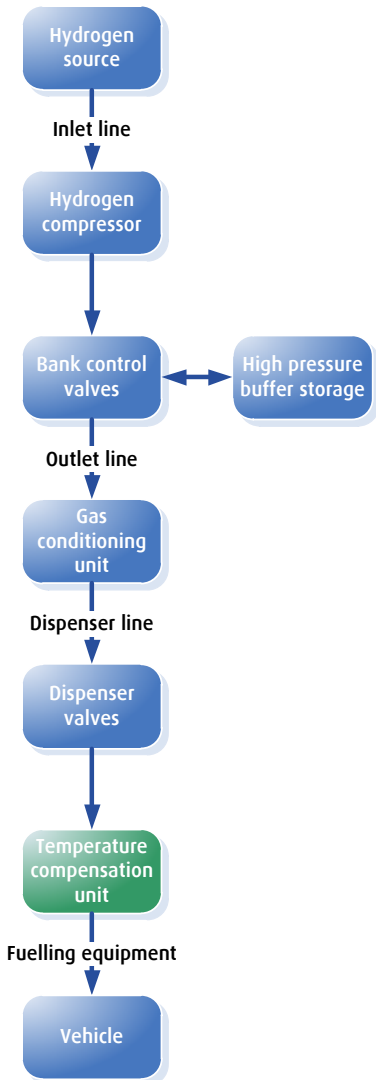 Hydrogen
source
Inlet line
Hydrogen
compressor
Bank control
valves
High pressure
buffer storage
Outlet line
Gas
conditioning
unit
Dispenser line
Dispenser
valves
Temperature
compensation
unit
Fuelling equipment
Vehicle